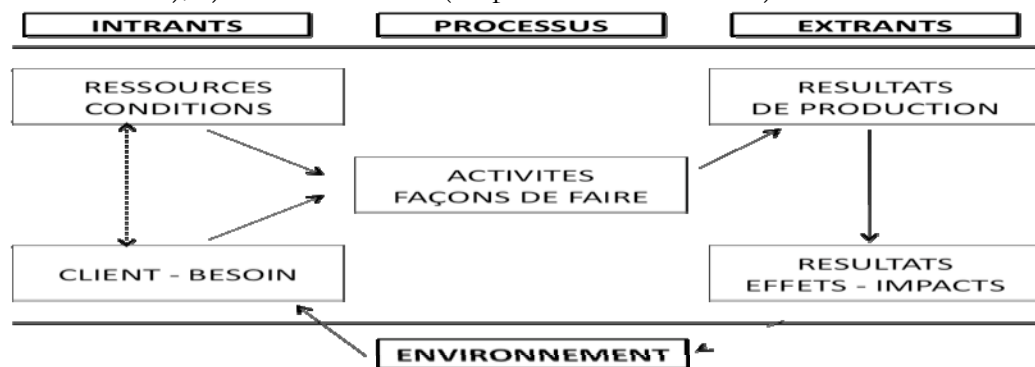 INTRANTS PROCESSUS EXTRANTS
RESSOURCES
CONDITIONS
RESULTATS
DE PRODUCTION
ACTIVITES
FAÇONS DE FAIRE
CLIENT - BESOIN
RESULTATS
EFFETS - IMPACTS
ENVIRONNEMENT